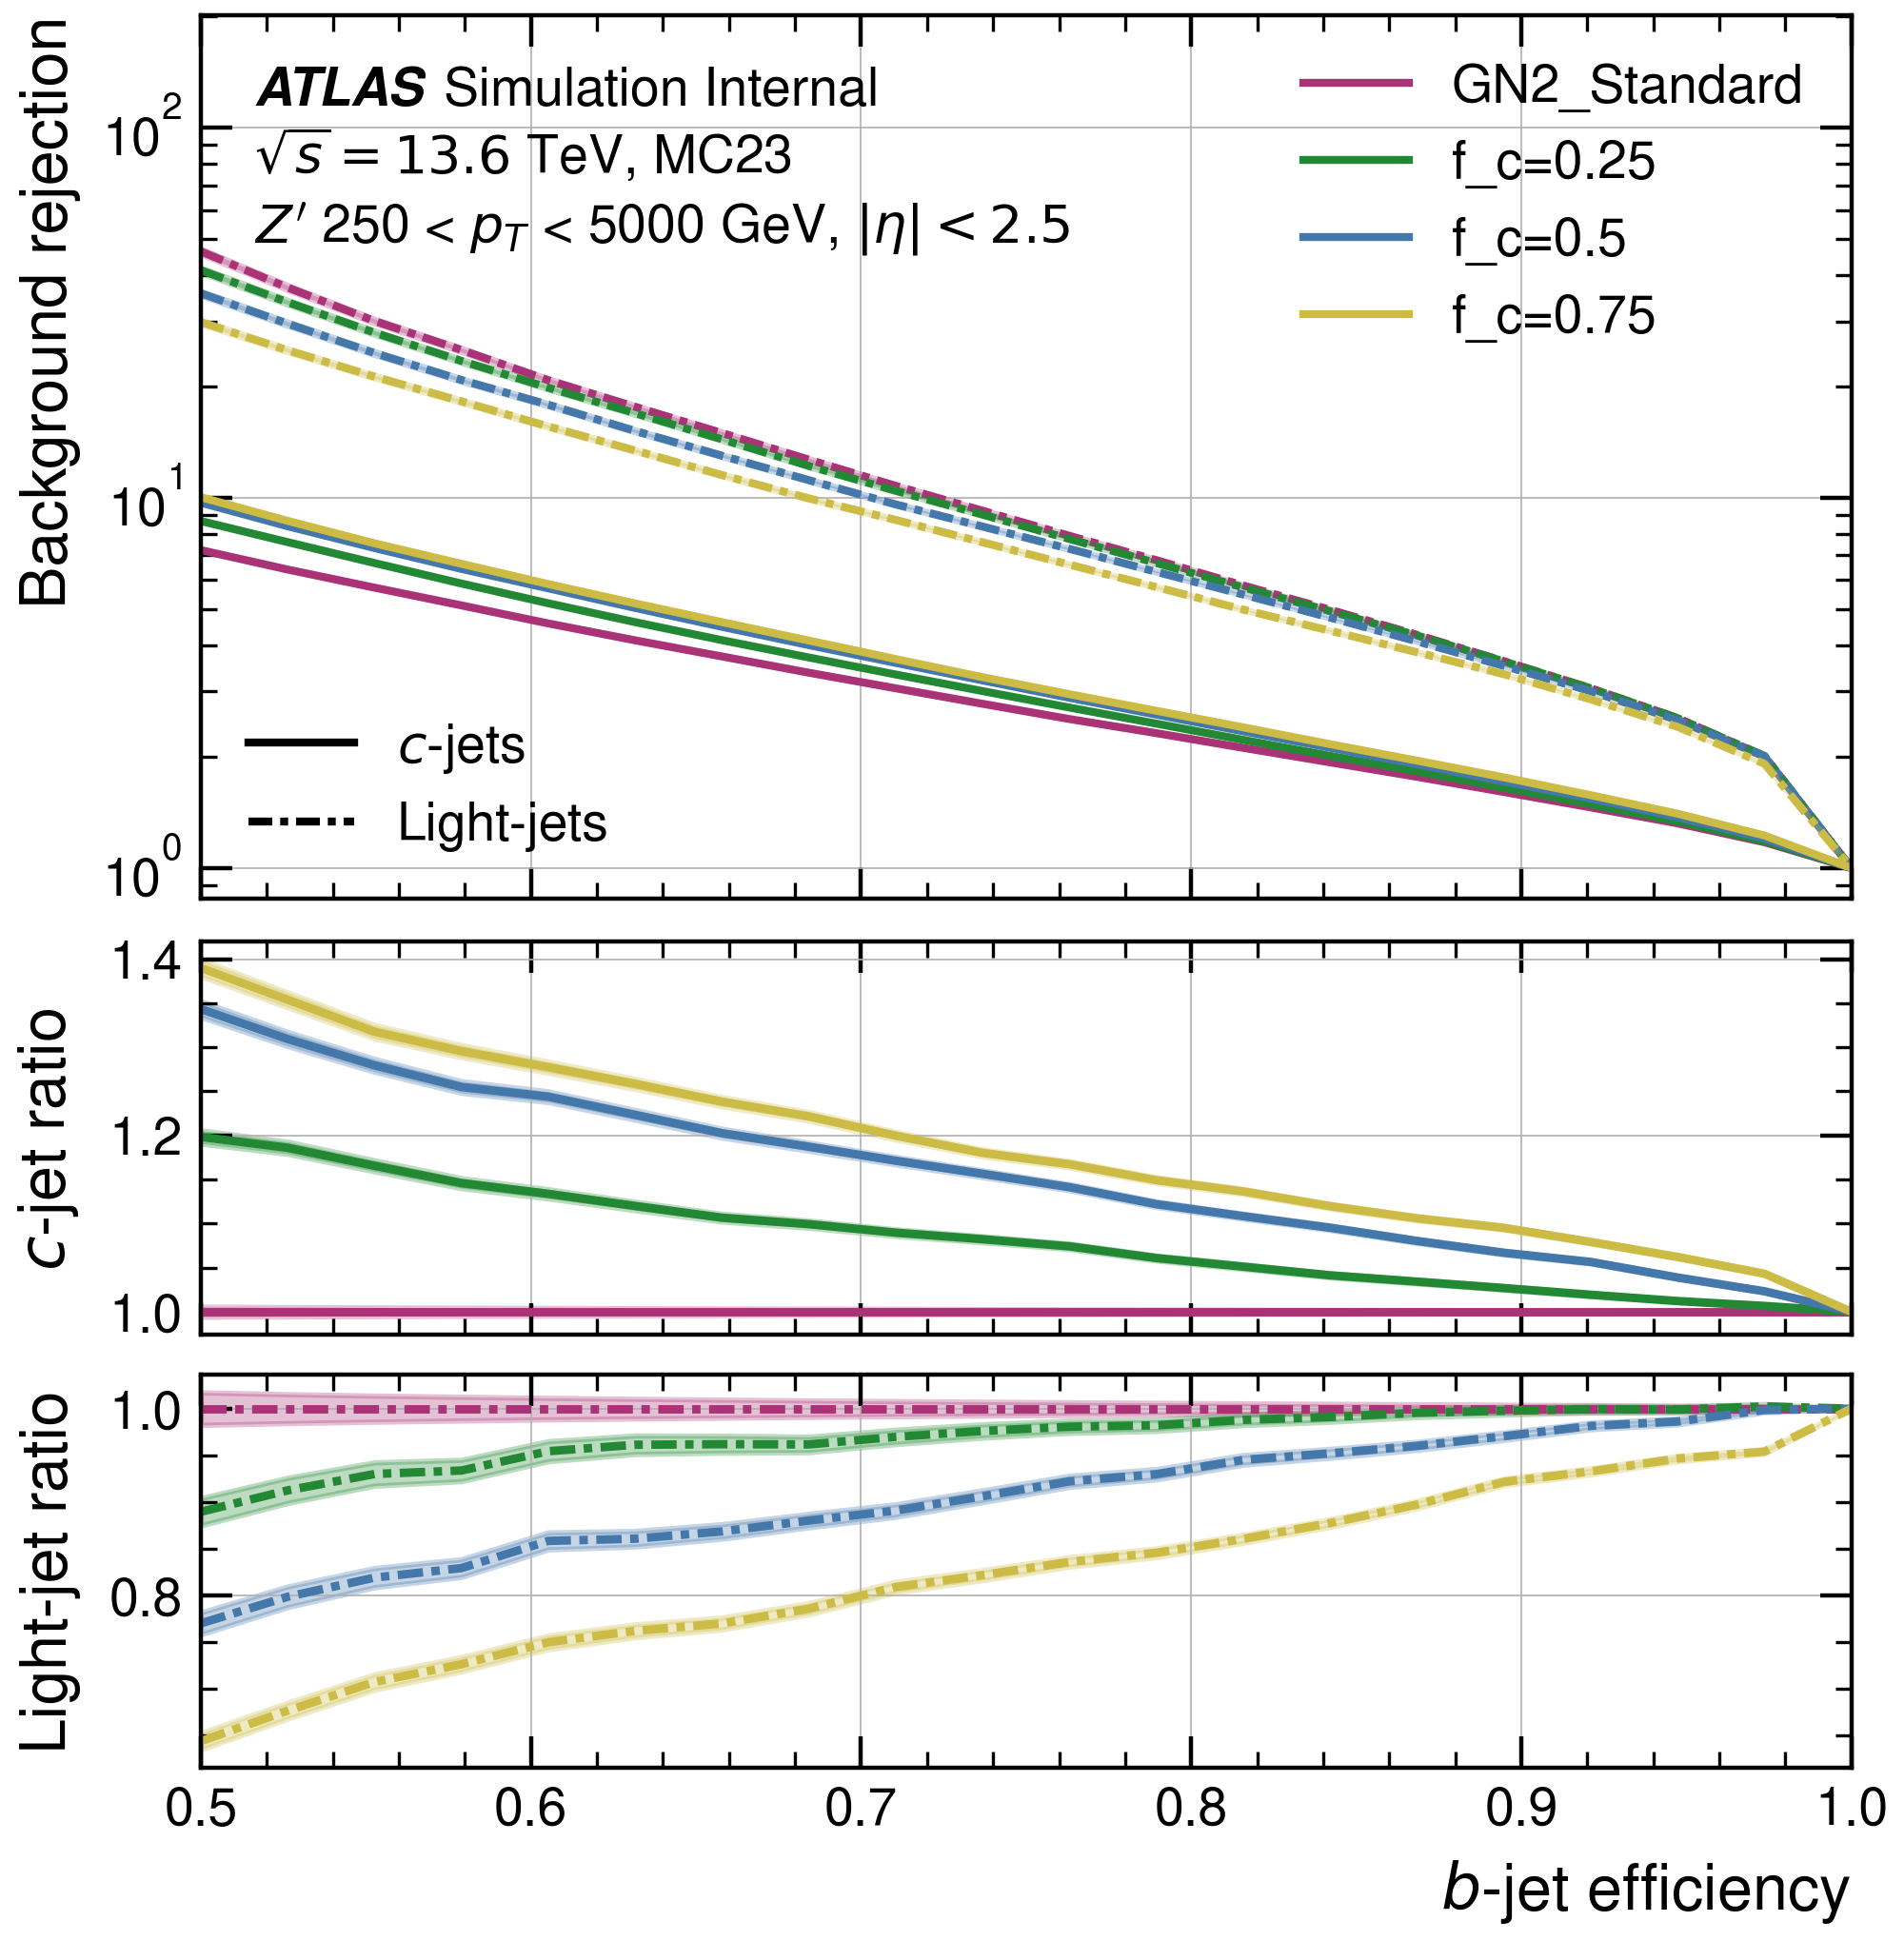 Background rejection
10^2
10^1
10^0
ATLAS Simulation Internal
√s = 13.6 TeV, MC23
Z′ 250 < p_T < 5000 GeV, |η| < 2.5
GN2_Standard
f_c=0.25
f_c=0.5
f_c=0.75
c-jets
Light-jets
c-jet ratio
1.4
1.2
1.0
Light-jet ratio
1.0
0.8
0.5 0.6 0.7 0.8 0.9 1.0
b-jet efficiency